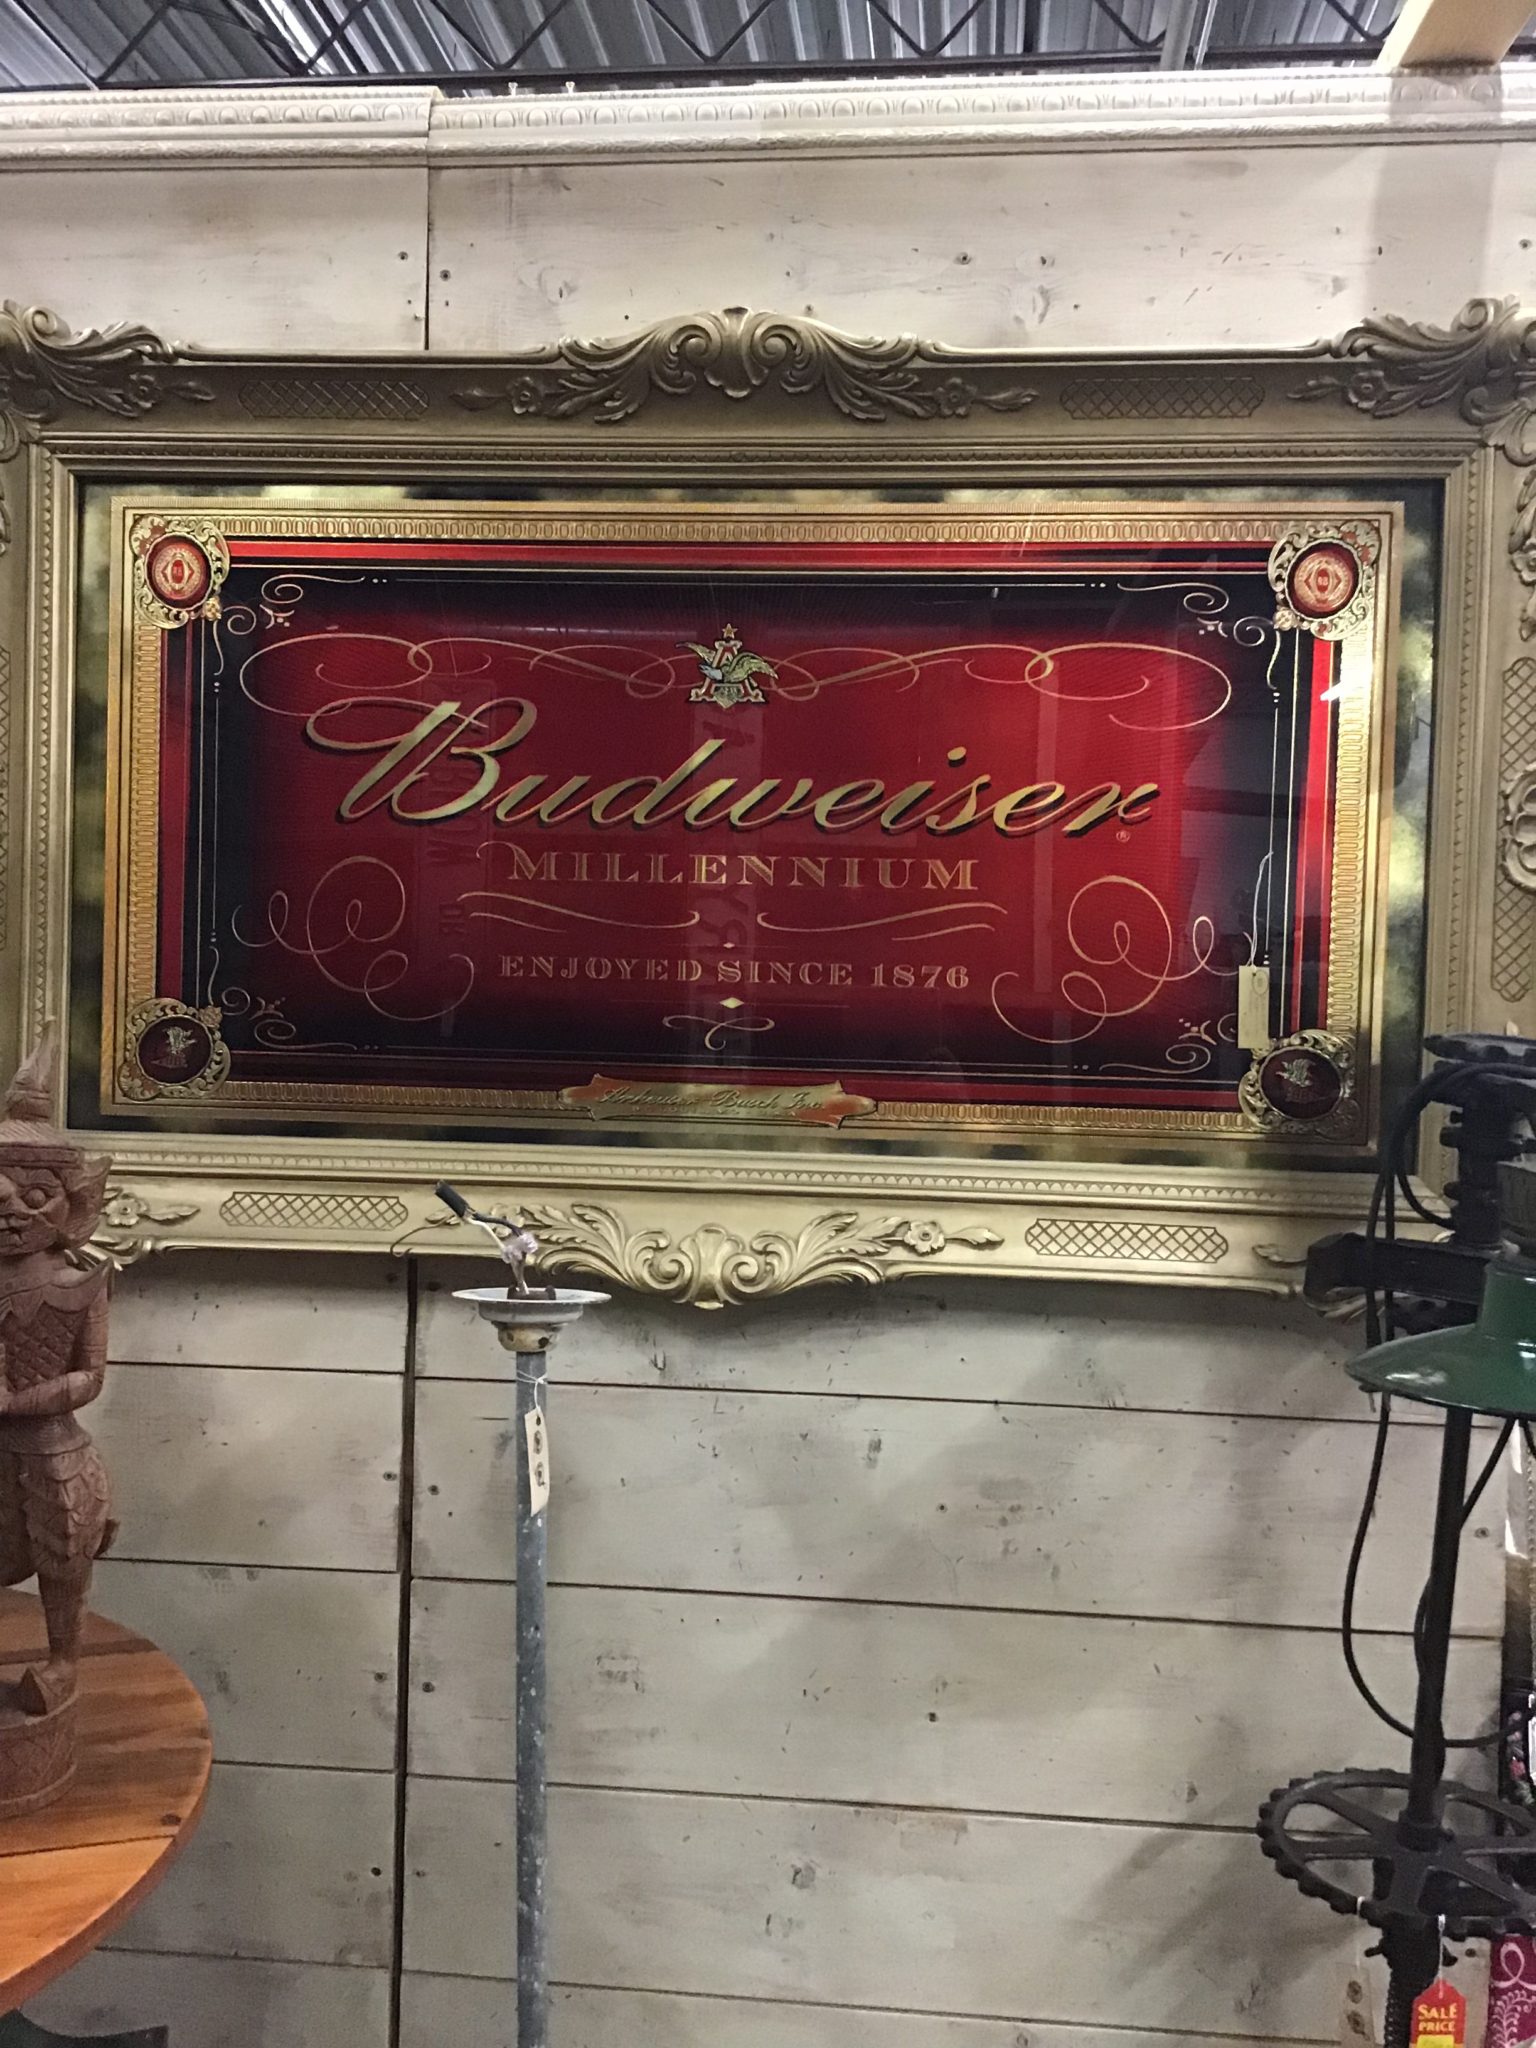 Budweiser®
MILLENNIUM
ENJOYED SINCE 1876
Anheuser-Busch, Inc.
SALE
PRICE